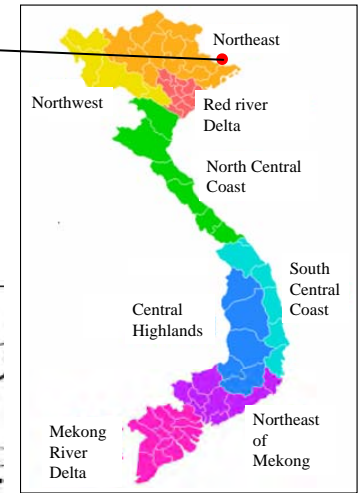 Northeast
Northwest
Red river
Delta
North Central
Coast
South
Central
Coast
Central
Highlands
Northeast
of
Mekong
Mekong
River
Delta